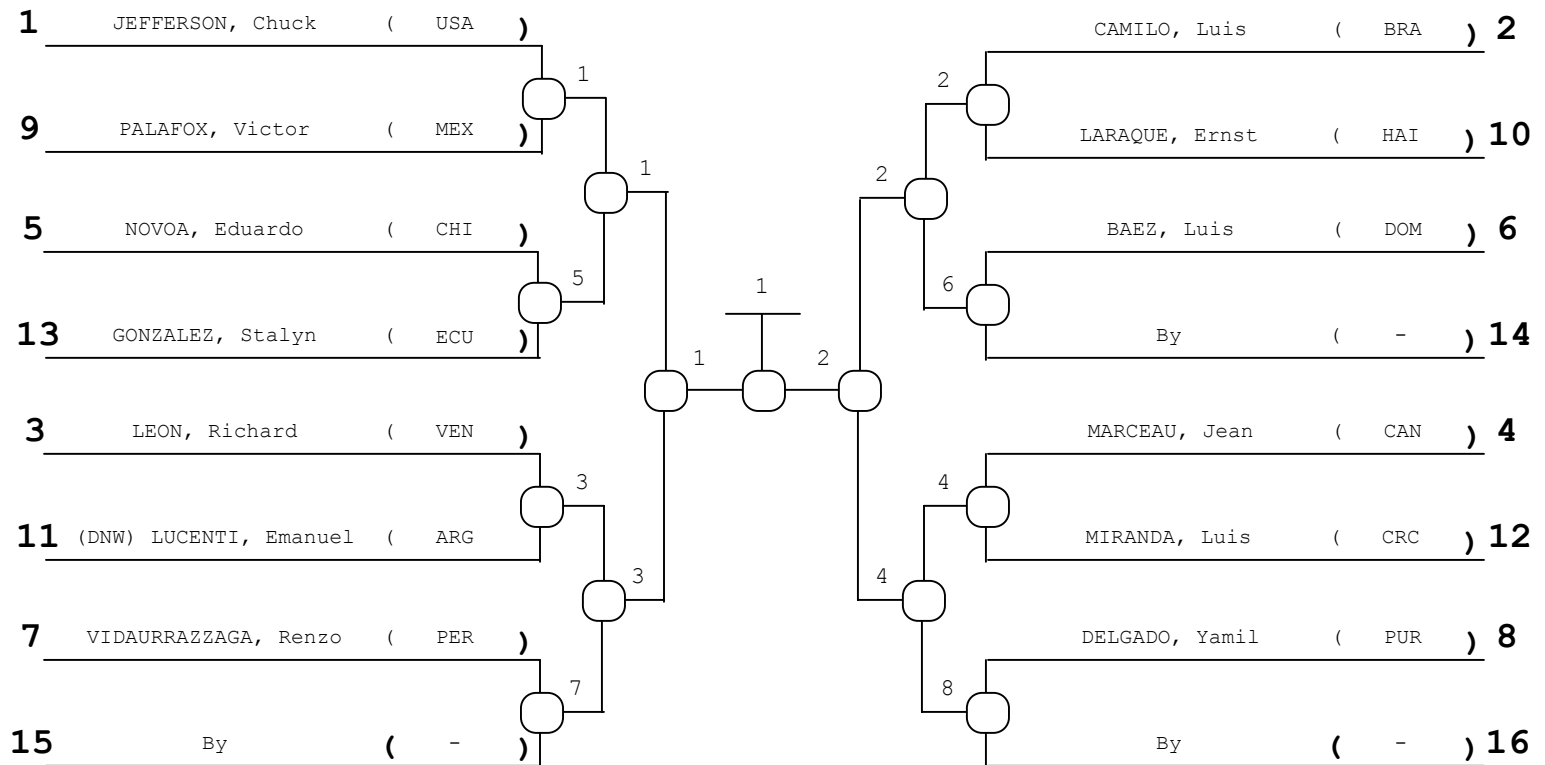 1 JEFFERSON, Chuck ( USA )
CAMILO, Luis ( BRA ) 2
1
2
9 PALAFOX, Victor ( MEX )
LARAQUE, Ernst ( HAI ) 10
1
2
5 NOVOA, Eduardo ( CHI )
BAEZ, Luis ( DOM ) 6
5
1
6
13 GONZALEZ, Stalyn ( ECU )
By ( - ) 14
1
2
3 LEON, Richard ( VEN )
MARCEAU, Jean ( CAN ) 4
3
4
11 (DNW) LUCENTI, Emanuel ( ARG
MIRANDA, Luis ( CRC ) 12
3
4
7 VIDAURRAZZAGA, Renzo ( PER )
DELGADO, Yamil ( PUR ) 8
7
8
15 By ( - )
By ( - ) 16